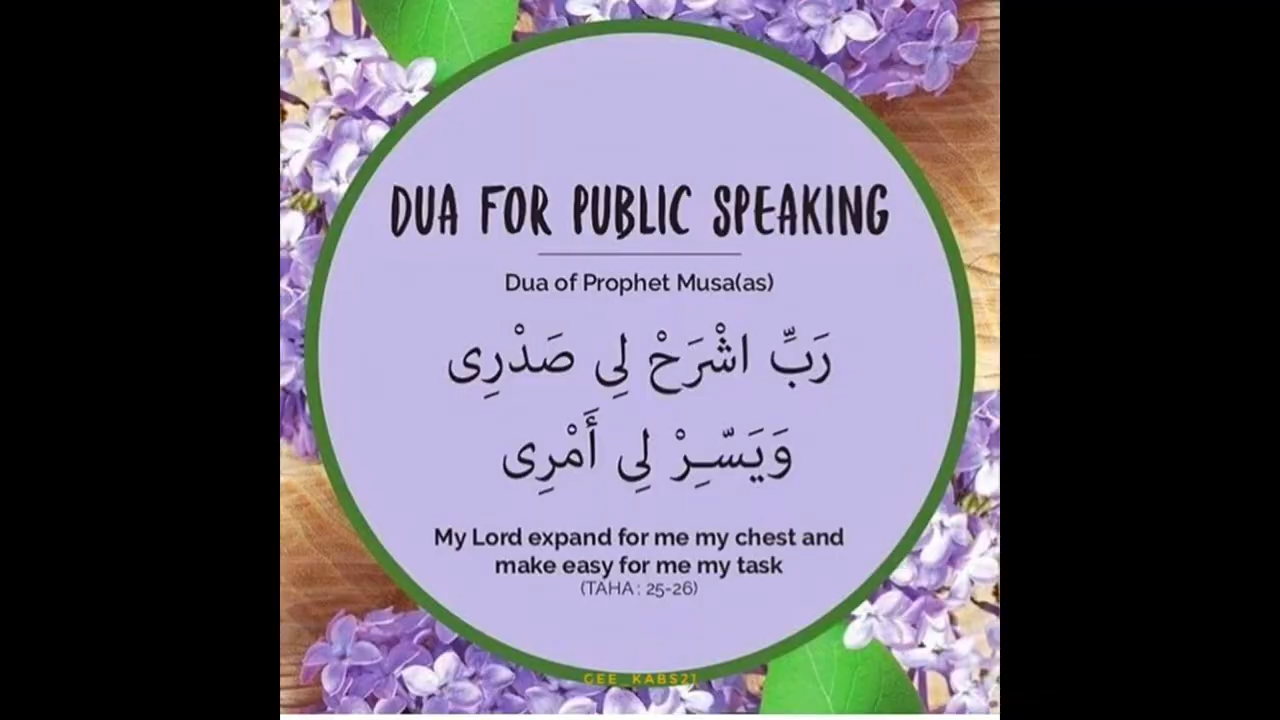 DUA FOR PUBLIC SPEAKING
Dua of Prophet Musa(as)
رَبِّ اشْرَحْ لِى صَدْرِى
وَيَسِّرْ لِى أَمْرِى
My Lord expand for me my chest and
make easy for me my task
(TAHA : 25-26)
GEE_KABS21